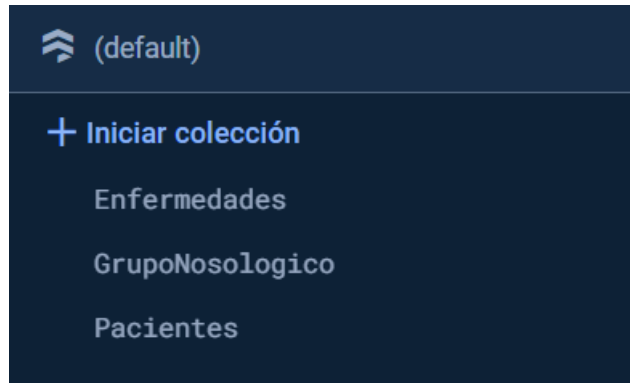 (default)
+ Iniciar colección
Enfermedades
GrupoNosologico
Pacientes